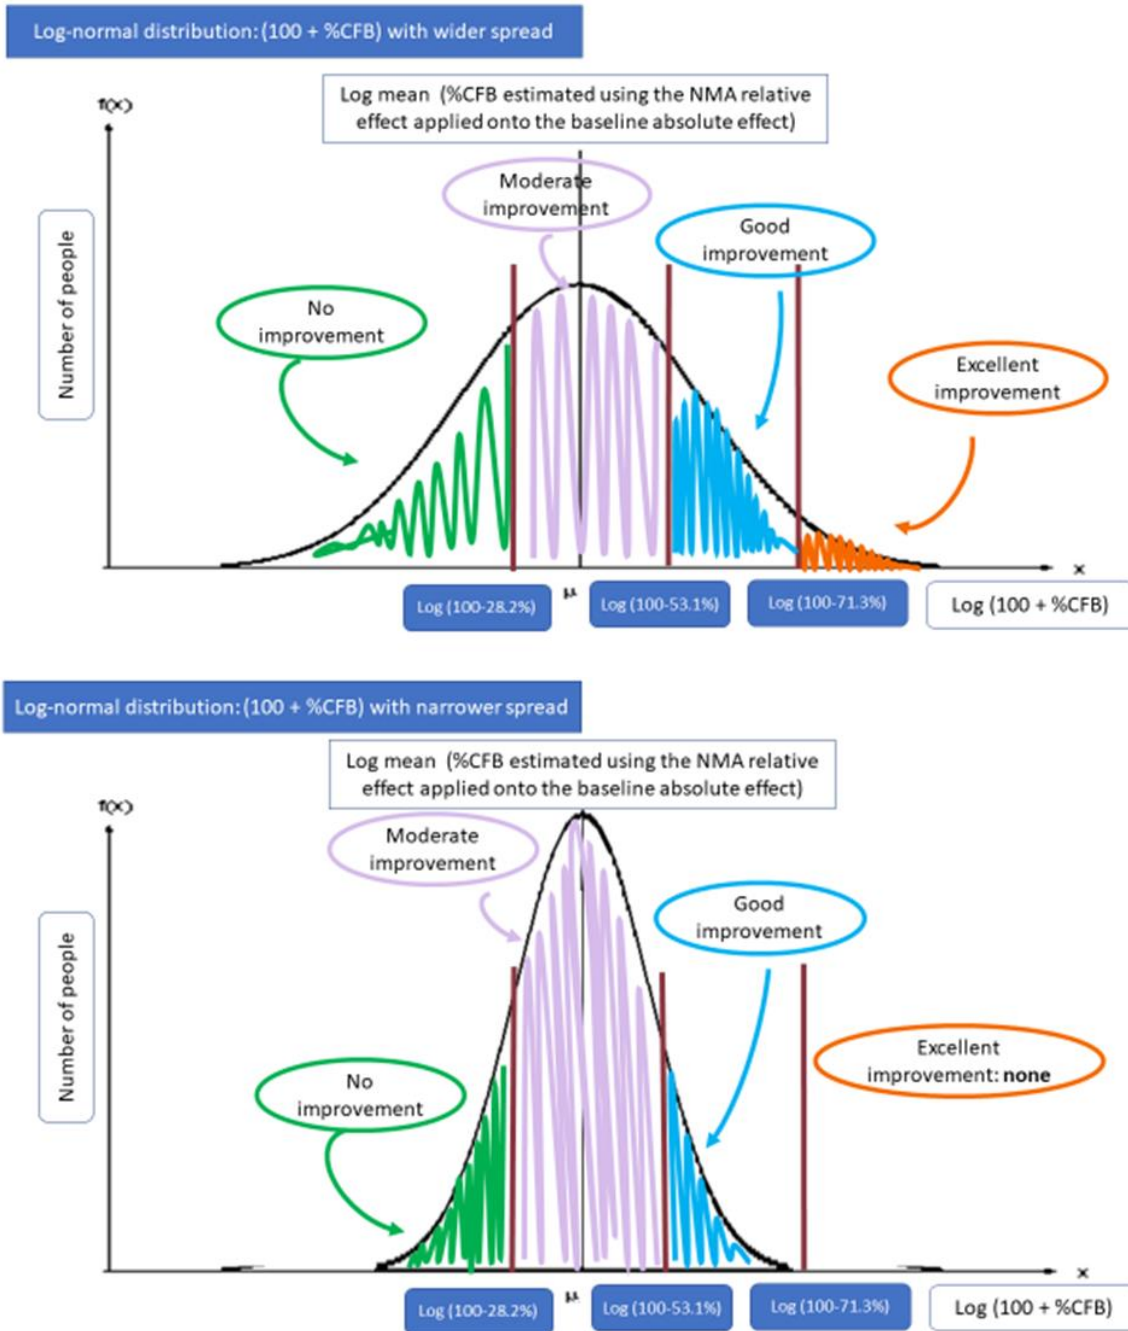 Log-normal distribution: (100 + %CFB) with wider spread
Log mean (%CFB estimated using the NMA relative
effect applied onto the baseline absolute effect)
f(x)
Moderate
improvement
Good
improvement
Number of people
No
improvement
Excellent
improvement
x
μ
Log (100-28.2%)
Log (100-53.1%)
Log (100-71.3%)
Log (100 + %CFB)
Log-normal distribution: (100 + %CFB) with narrower spread
Log mean (%CFB estimated using the NMA relative
effect applied onto the baseline absolute effect)
f(x)
Moderate
improvement
Good
improvement
Number of people
Excellent
improvement: none
No
improvement
x
μ
Log (100-28.2%)
Log (100-53.1%)
Log (100-71.3%)
Log (100 + %CFB)